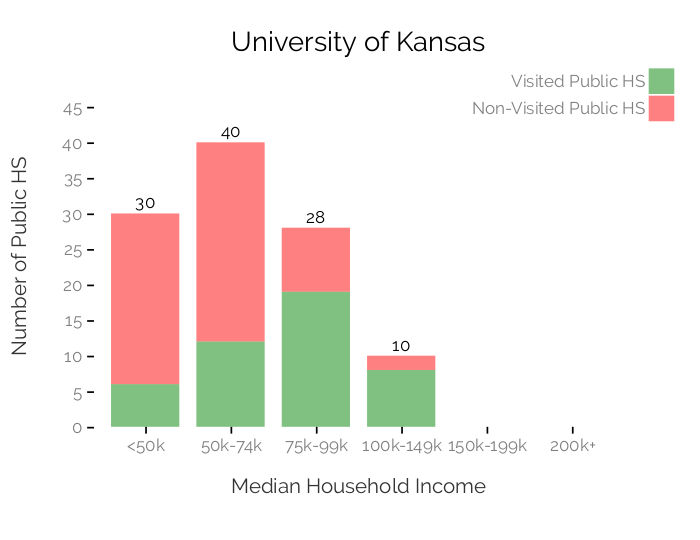 University of Kansas
Visited Public HS
Non-Visited Public HS
Number of Public HS
45
40
35
30
25
20
15
10
5
0
30
40
28
10
<50k
50k-74k
75k-99k
100k-149k
150k-199k
200k+
Median Household Income